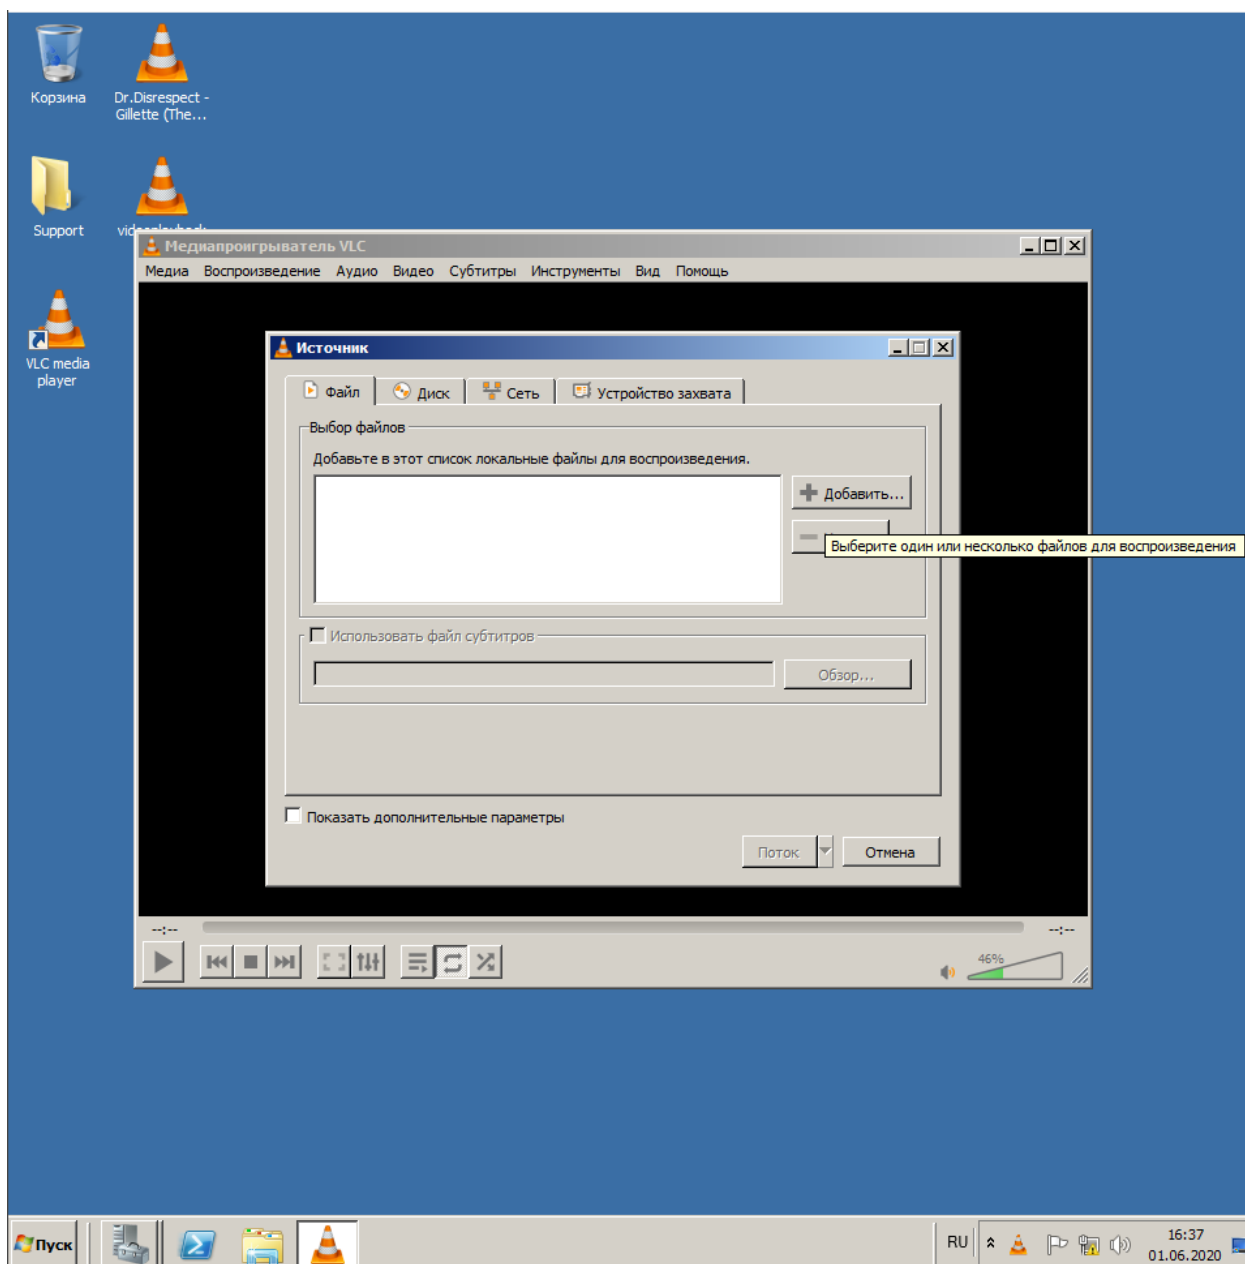 Корзина
Dr.Disrespect -
Gillette (The...
Support
VLC media
player
Медиапроигрыватель VLC
Медиа Воспроизведение Аудио Видео Субтитры Инструменты Вид Помощь
Источник
Файл Диск Сеть Устройство захвата
Выбор файлов
Добавьте в этот список локальные файлы для воспроизведения.
Добавить...
Выберите один или несколько файлов для воспроизведения
Использовать файл субтитров
Обзор...
Показать дополнительные параметры
Поток Отмена
--:-- --:--
46%
Пуск RU 16:37
01.06.2020